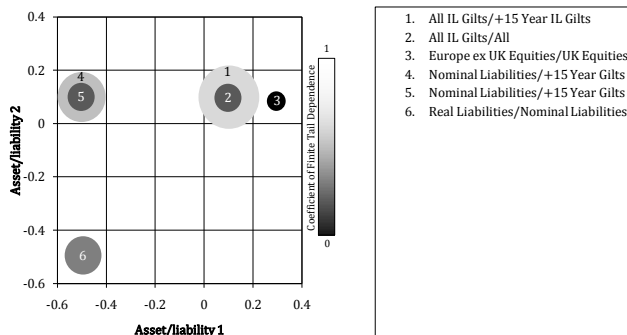 0.4
0.2
0
-0.2
-0.4
-0.6
-0.6 -0.4 -0.2 0 0.2 0.4
Asset/liability 2
Asset/liability 1
1
2
3
4
5
6
1
Coefficient of Finite Tail Dependence
0
1. All IL Gilts/+15 Year IL Gilts
2. All IL Gilts/All
3. Europe ex UK Equities/UK Equities
4. Nominal Liabilities/+15 Year Gilts
5. Nominal Liabilities/+15 Year Gilts
6. Real Liabilities/Nominal Liabilities